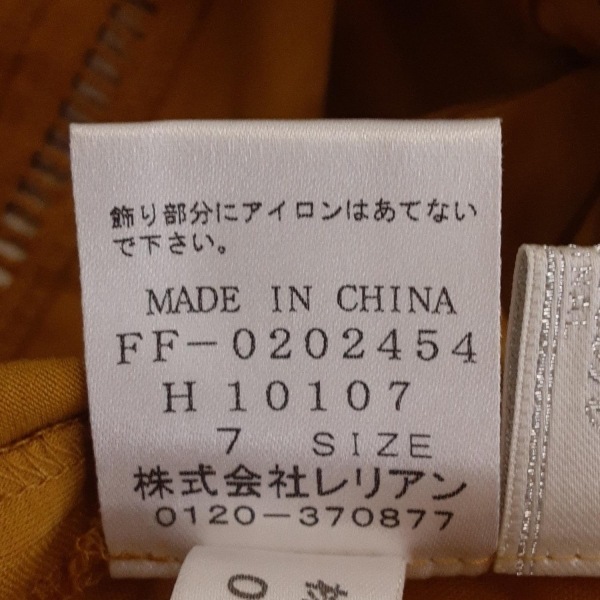 飾り部分にアイロンはあてない
で下さい。
MADE IN CHINA
FF-0202454
H10107
7 SIZE
株式会社レリアン
0120-370877